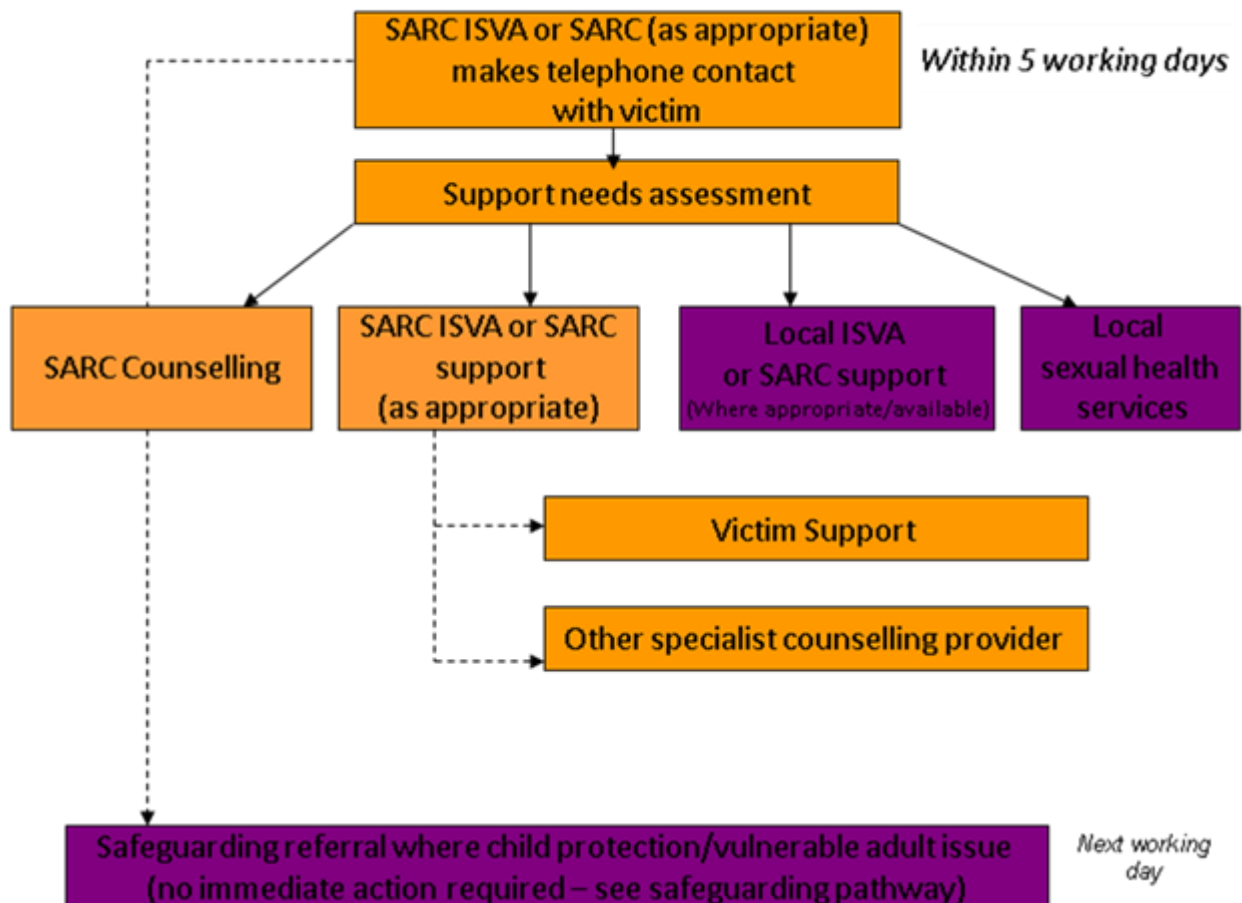 SARC ISVA or SARC (as appropriate)
makes telephone contact
with victim
Within 5 working days
Support needs assessment
SARC Counselling
SARC ISVA or SARC
support
(as appropriate)
Local ISVA
or SARC support
(Where appropriate/available)
Local
sexual health
services
Victim Support
Other specialist counselling provider
Safeguarding referral where child protection/vulnerable adult issue
(no immediate action required – see safeguarding pathway)
Next working
day